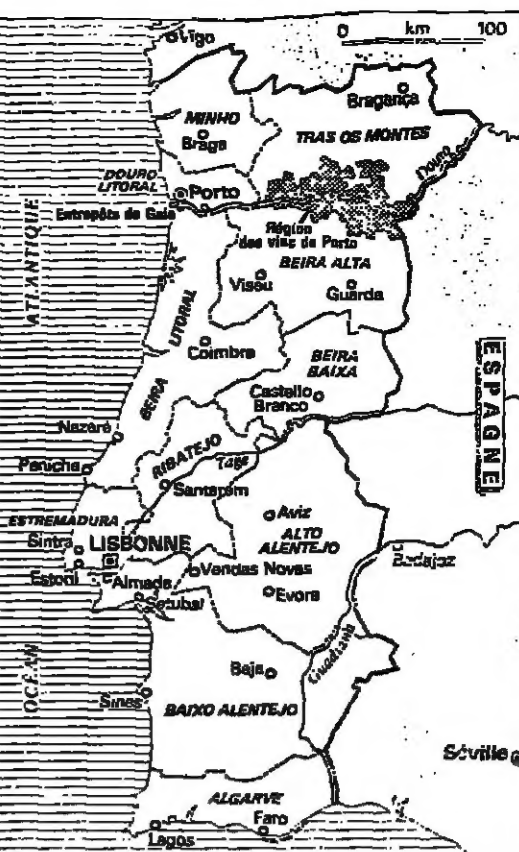 Vigo
0 km 100
Bragança
MINHO
Braga
TRAS OS MONTES
Douro
DOURO
LITORAL
Porto
Entrepôts de Gaia
Région
des vins de Porto
ATLANTIQUE
BEIRA ALTA
Viseu
Guarda
LITORAL
Coimbra
BEIRA
BAIXA
ESPAGNE
BEIRA
Castello
Branco
Nazaré
RIBATEJO
Tage
Peniche
Santarém
ESTREMADURA
Aviz
Sintra
LISBONNE
ALTO
ALENTEJO
Badajoz
Estoril
Almada
Vendas Novas
Setubal
Evora
Guadiana
OCÉAN
Beja
Sines
BAIXO ALENTEJO
Séville
ALGARVE
Faro
Lagos